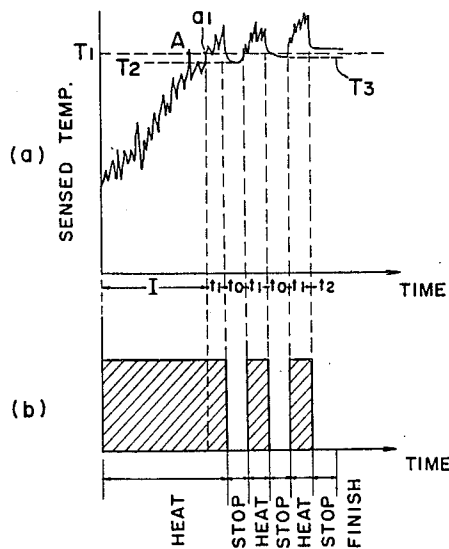 a1
T1
A
T2
T3
(a)
SENSED TEMP.
I
t1 t0 t1 t0 t1 t2
TIME
(b)
TIME
HEAT
STOP
HEAT
STOP
HEAT
STOP
FINISH